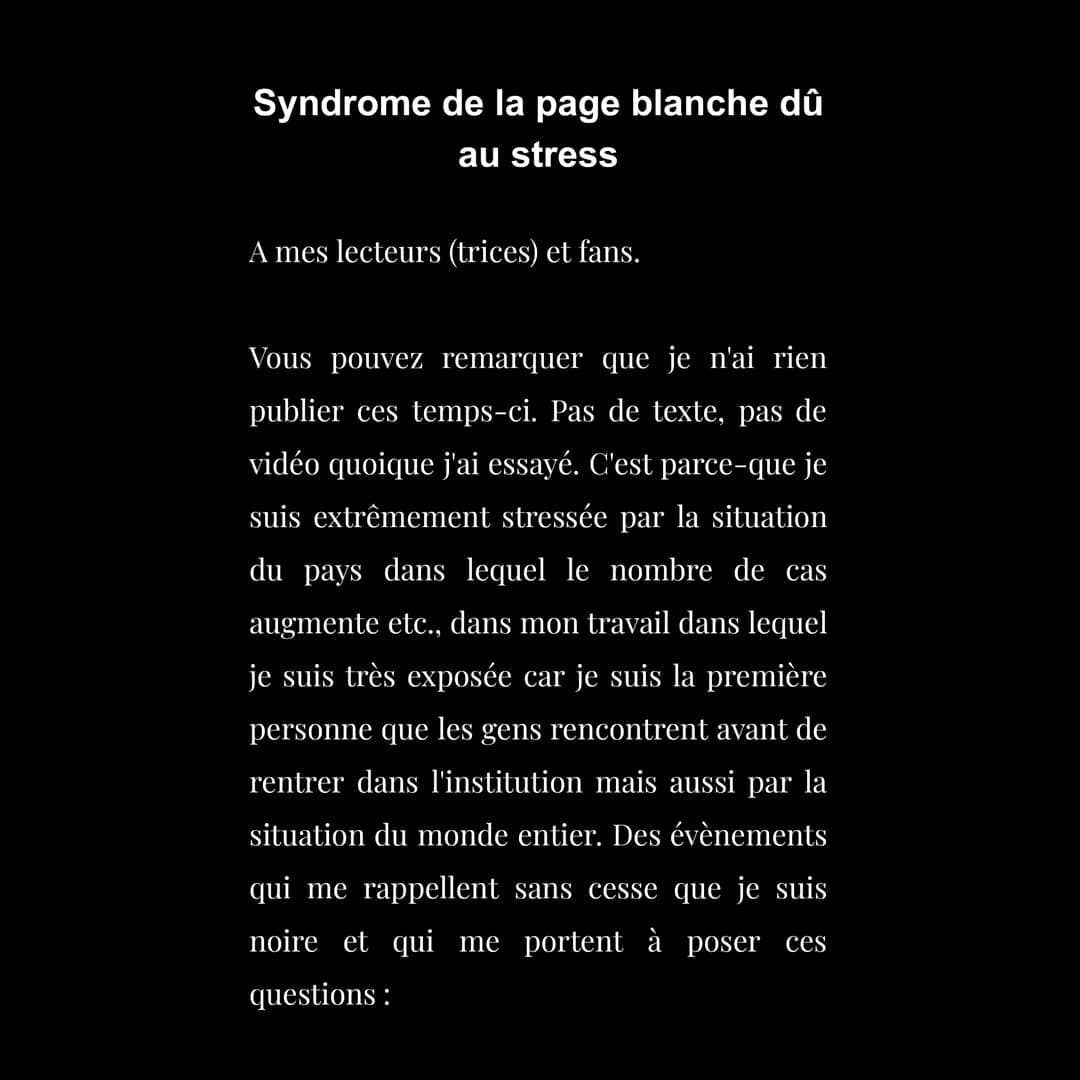 Syndrome de la page blanche dû
au stress
A mes lecteurs (trices) et fans.
Vous pouvez remarquer que je n'ai rien
publier ces temps-ci. Pas de texte, pas de
vidéo quoique j'ai essayé. C'est parce-que je
suis extrêmement stressée par la situation
du pays dans lequel le nombre de cas
augmente etc., dans mon travail dans lequel
je suis très exposée car je suis la première
personne que les gens rencontrent avant de
rentrer dans l'institution mais aussi par la
situation du monde entier. Des évènements
qui me rappellent sans cesse que je suis
noire et qui me portent à poser ces
questions :